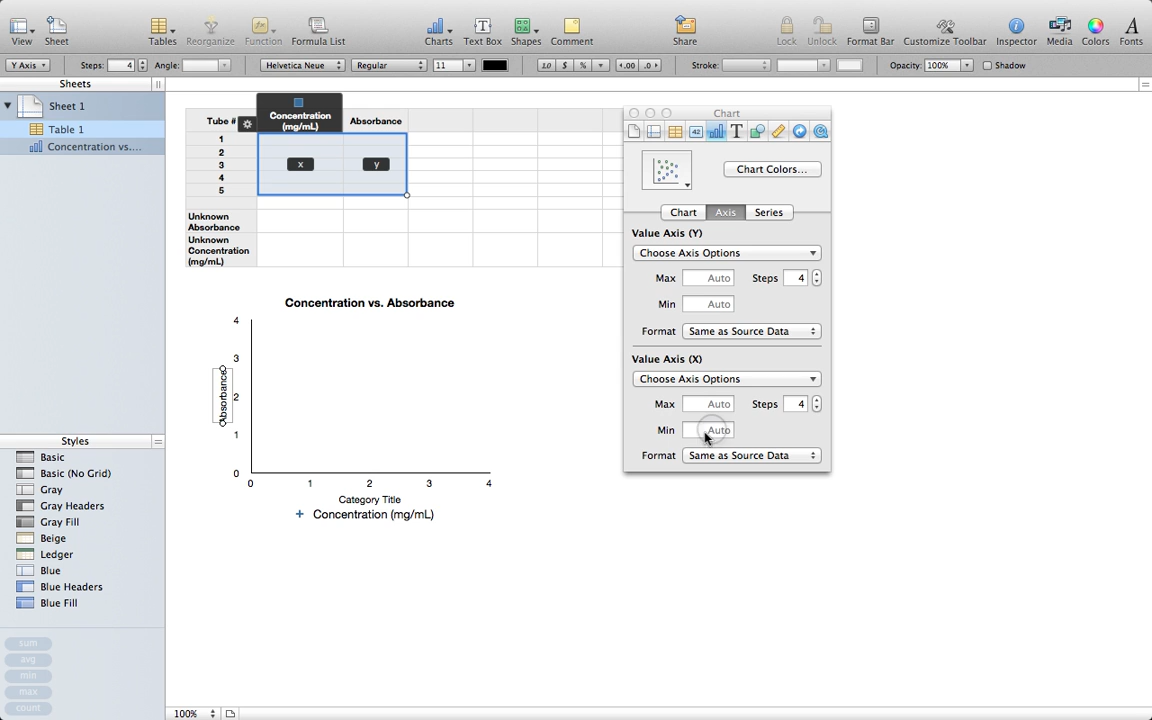 View Sheet Tables Reorganize Function Formula List Charts Text Box Shapes Comment Share Lock Unlock Format Bar Customize Toolbar Inspector Media Colors Fonts
Y Axis Steps: 4 Angle: Helvetica Neue Regular 11 1.0 $ % .00 .0 Stroke: Opacity: 100% Shadow
Sheets
Sheet 1
Table 1
Concentration vs....
Styles
Basic
Basic (No Grid)
Gray
Gray Headers
Gray Fill
Beige
Ledger
Blue
Blue Headers
Blue Fill
sum
avg
min
max
count
Tube # Concentration (mg/mL) Absorbance
1
2
3 x y
4
5
Unknown
Absorbance
Unknown
Concentration
(mg/mL)
Concentration vs. Absorbance
4
3
2
1
0
Absorbance
0 1 2 3 4
Category Title
+ Concentration (mg/mL)
Chart
42 T
Chart Colors...
Chart Axis Series
Value Axis (Y)
Choose Axis Options
Max Auto Steps 4
Min Auto
Format Same as Source Data
Value Axis (X)
Choose Axis Options
Max Auto Steps 4
Min Auto
Format Same as Source Data
100%